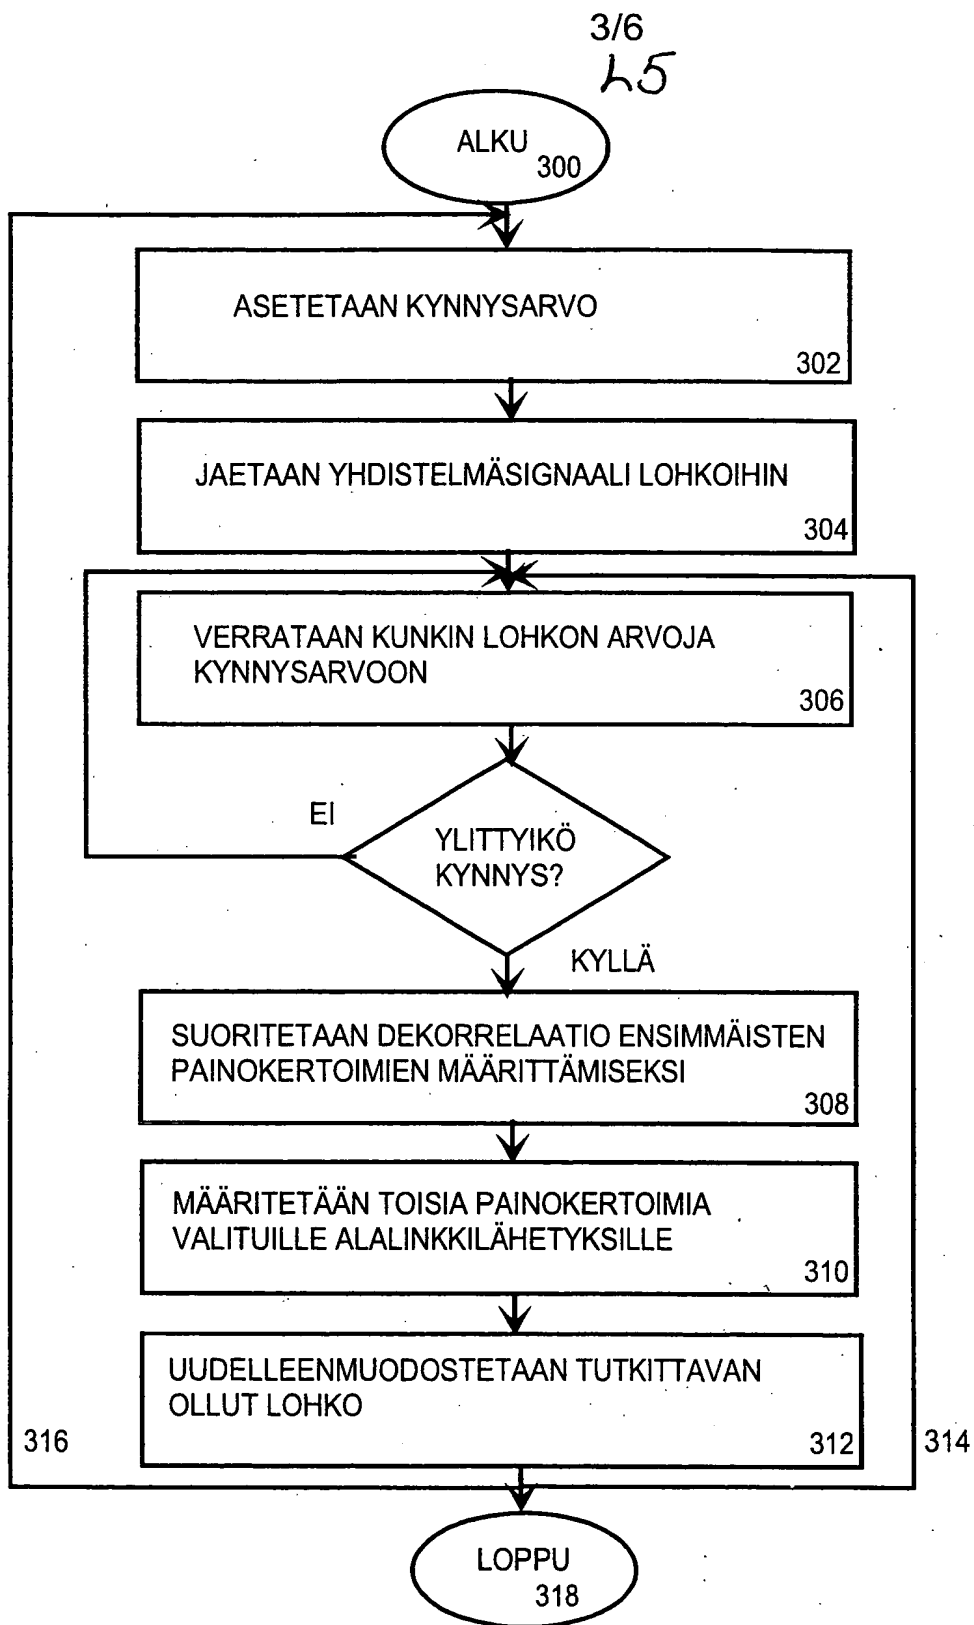 3/6
L5
ALKU
300
ASETETAAN KYNNYSARVO
302
JAETAAN YHDISTELMÄSIGNAALI LOHKOIHIN
304
VERRATAAN KUNKIN LOHKON ARVOJA
KYNNYSARVOON
306
EI
YLITTYIKÖ
KYNNYS?
KYLLÄ
SUORITETAAN DEKORRELAATIO ENSIMMÄISTEN
PAINOKERTOIMIEN MÄÄRITTÄMISEKSI
308
MÄÄRITETÄÄN TOISIA PAINOKERTOIMIA
VALITUILLE ALALINKKILÄHETYKSILLE
310
UUDELLEENMUODOSTETAAN TUTKITTAVAN
OLLUT LOHKO
312
316
314
LOPPU
318